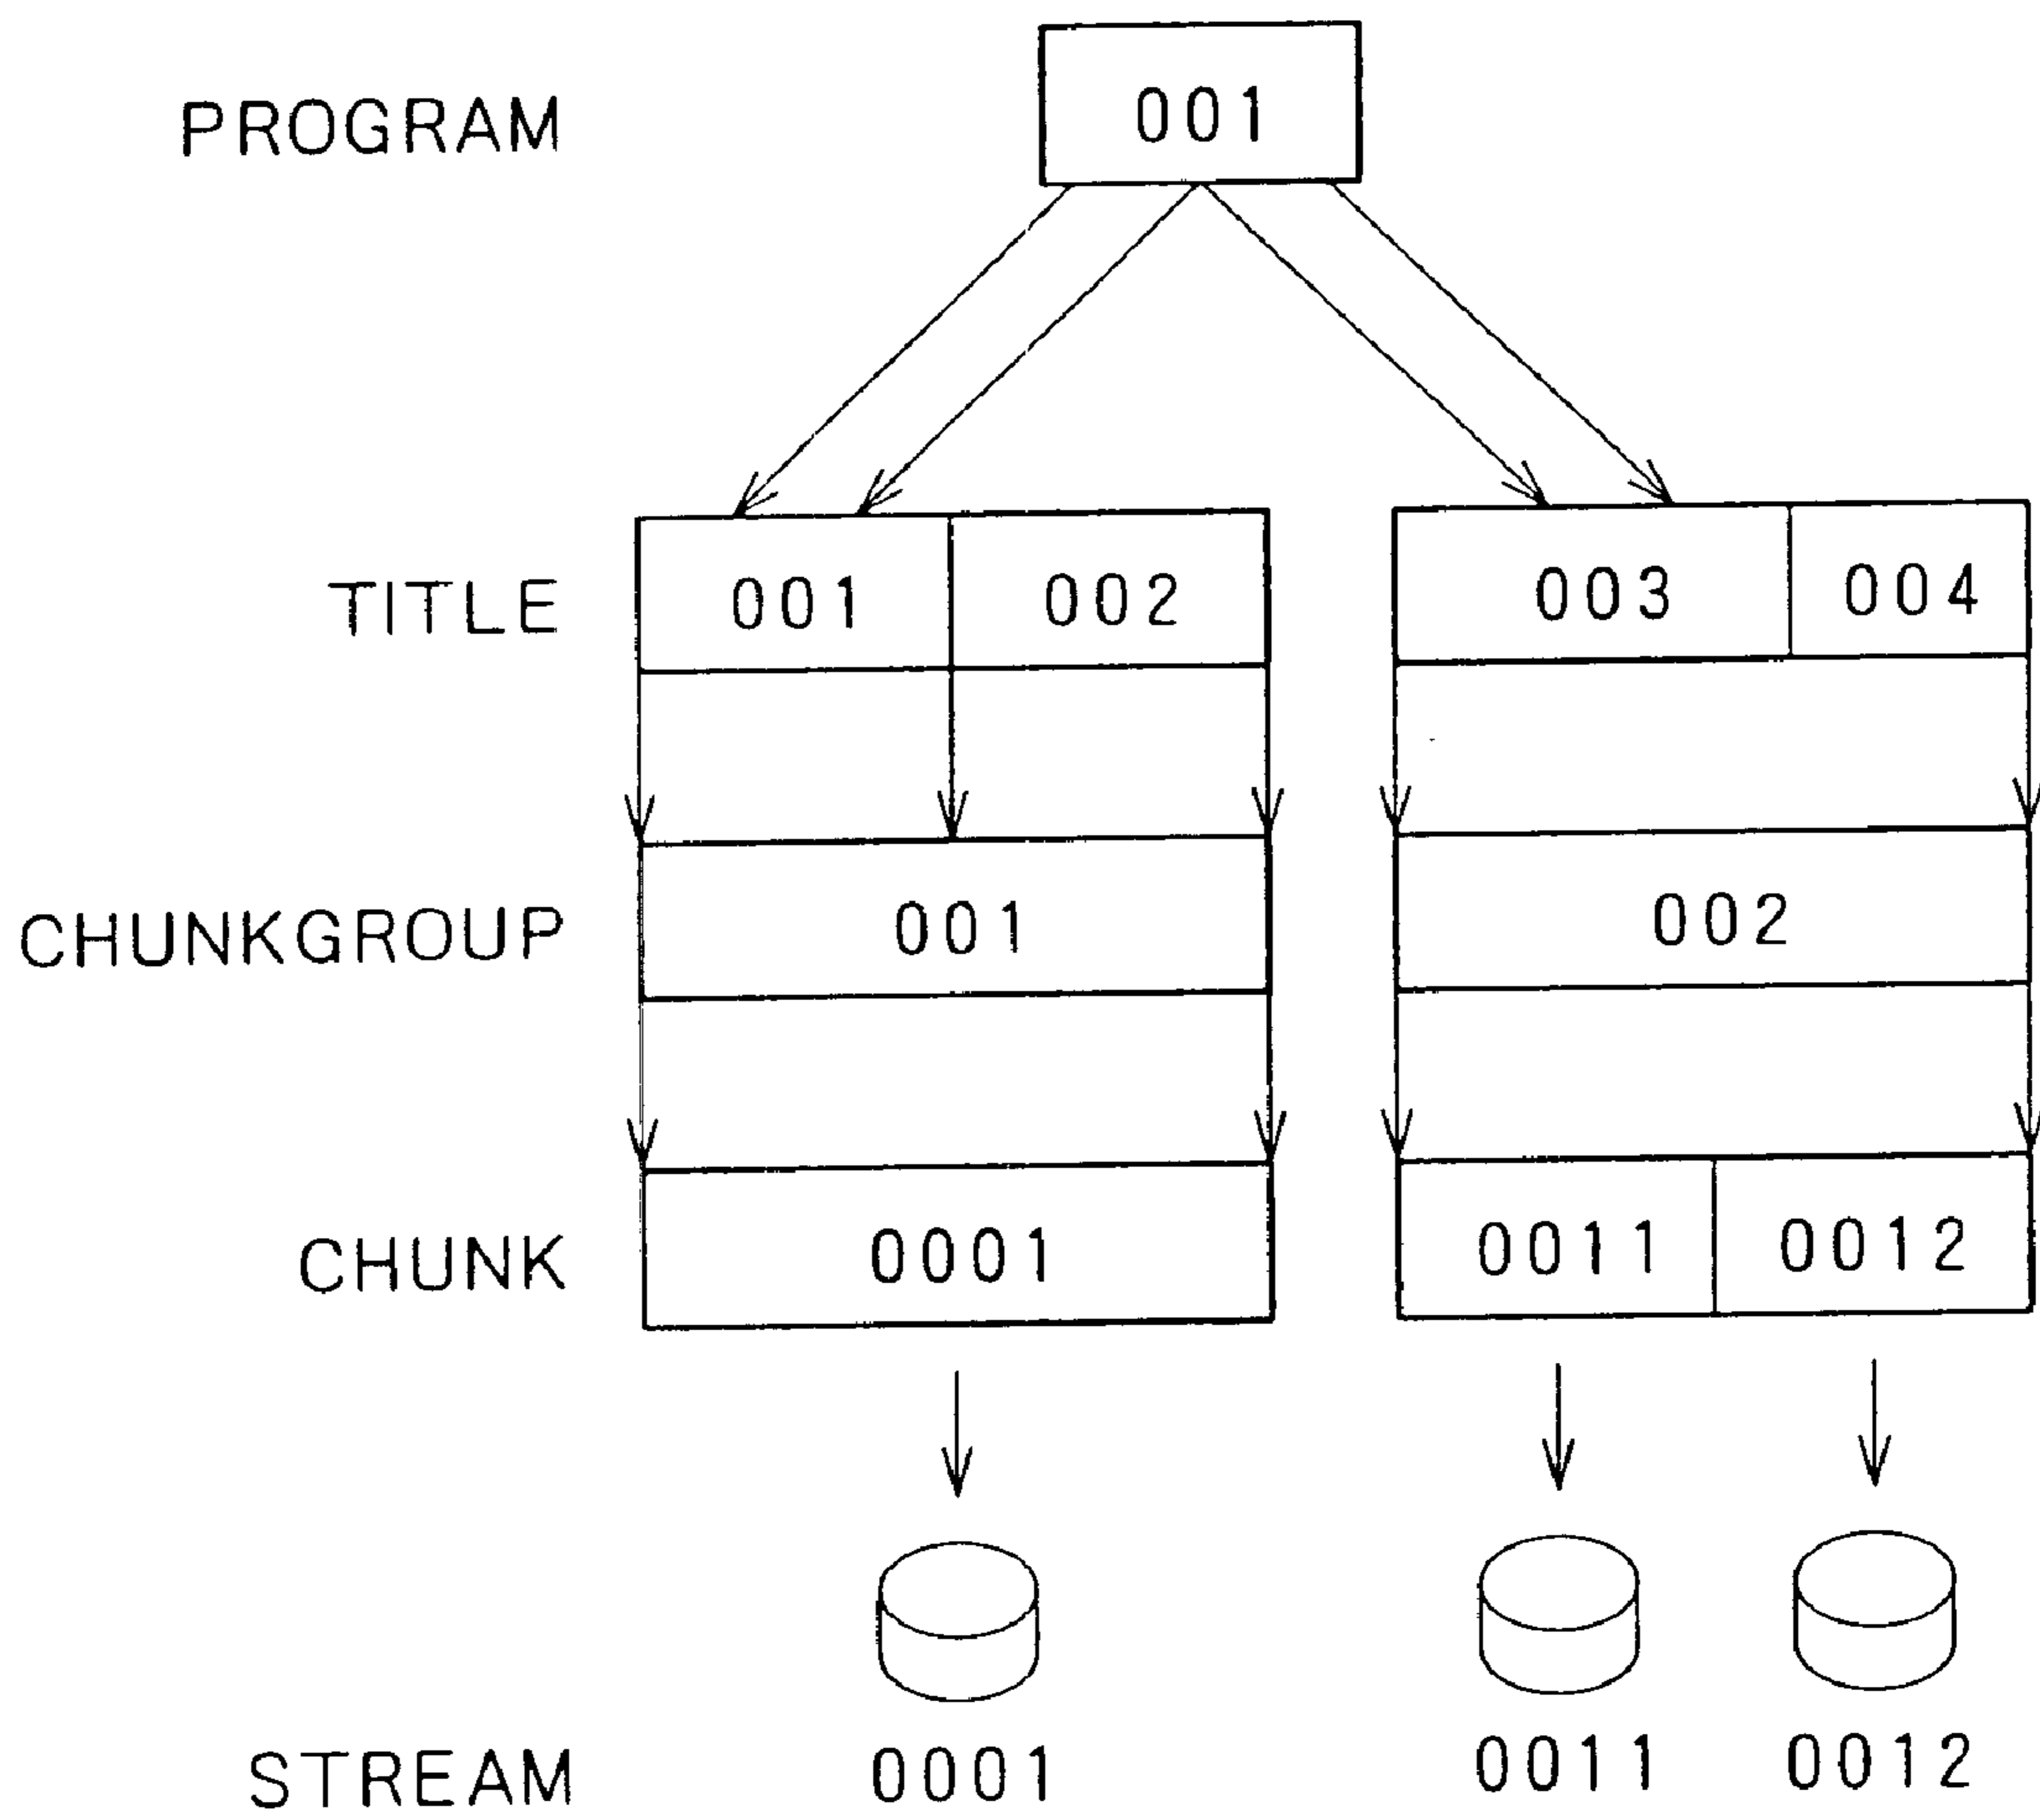 PROGRAM 001
TITLE 001 002 003 004
CHUNKGROUP 001 002
CHUNK 0001 0011 0012
STREAM 0001 0011 0012